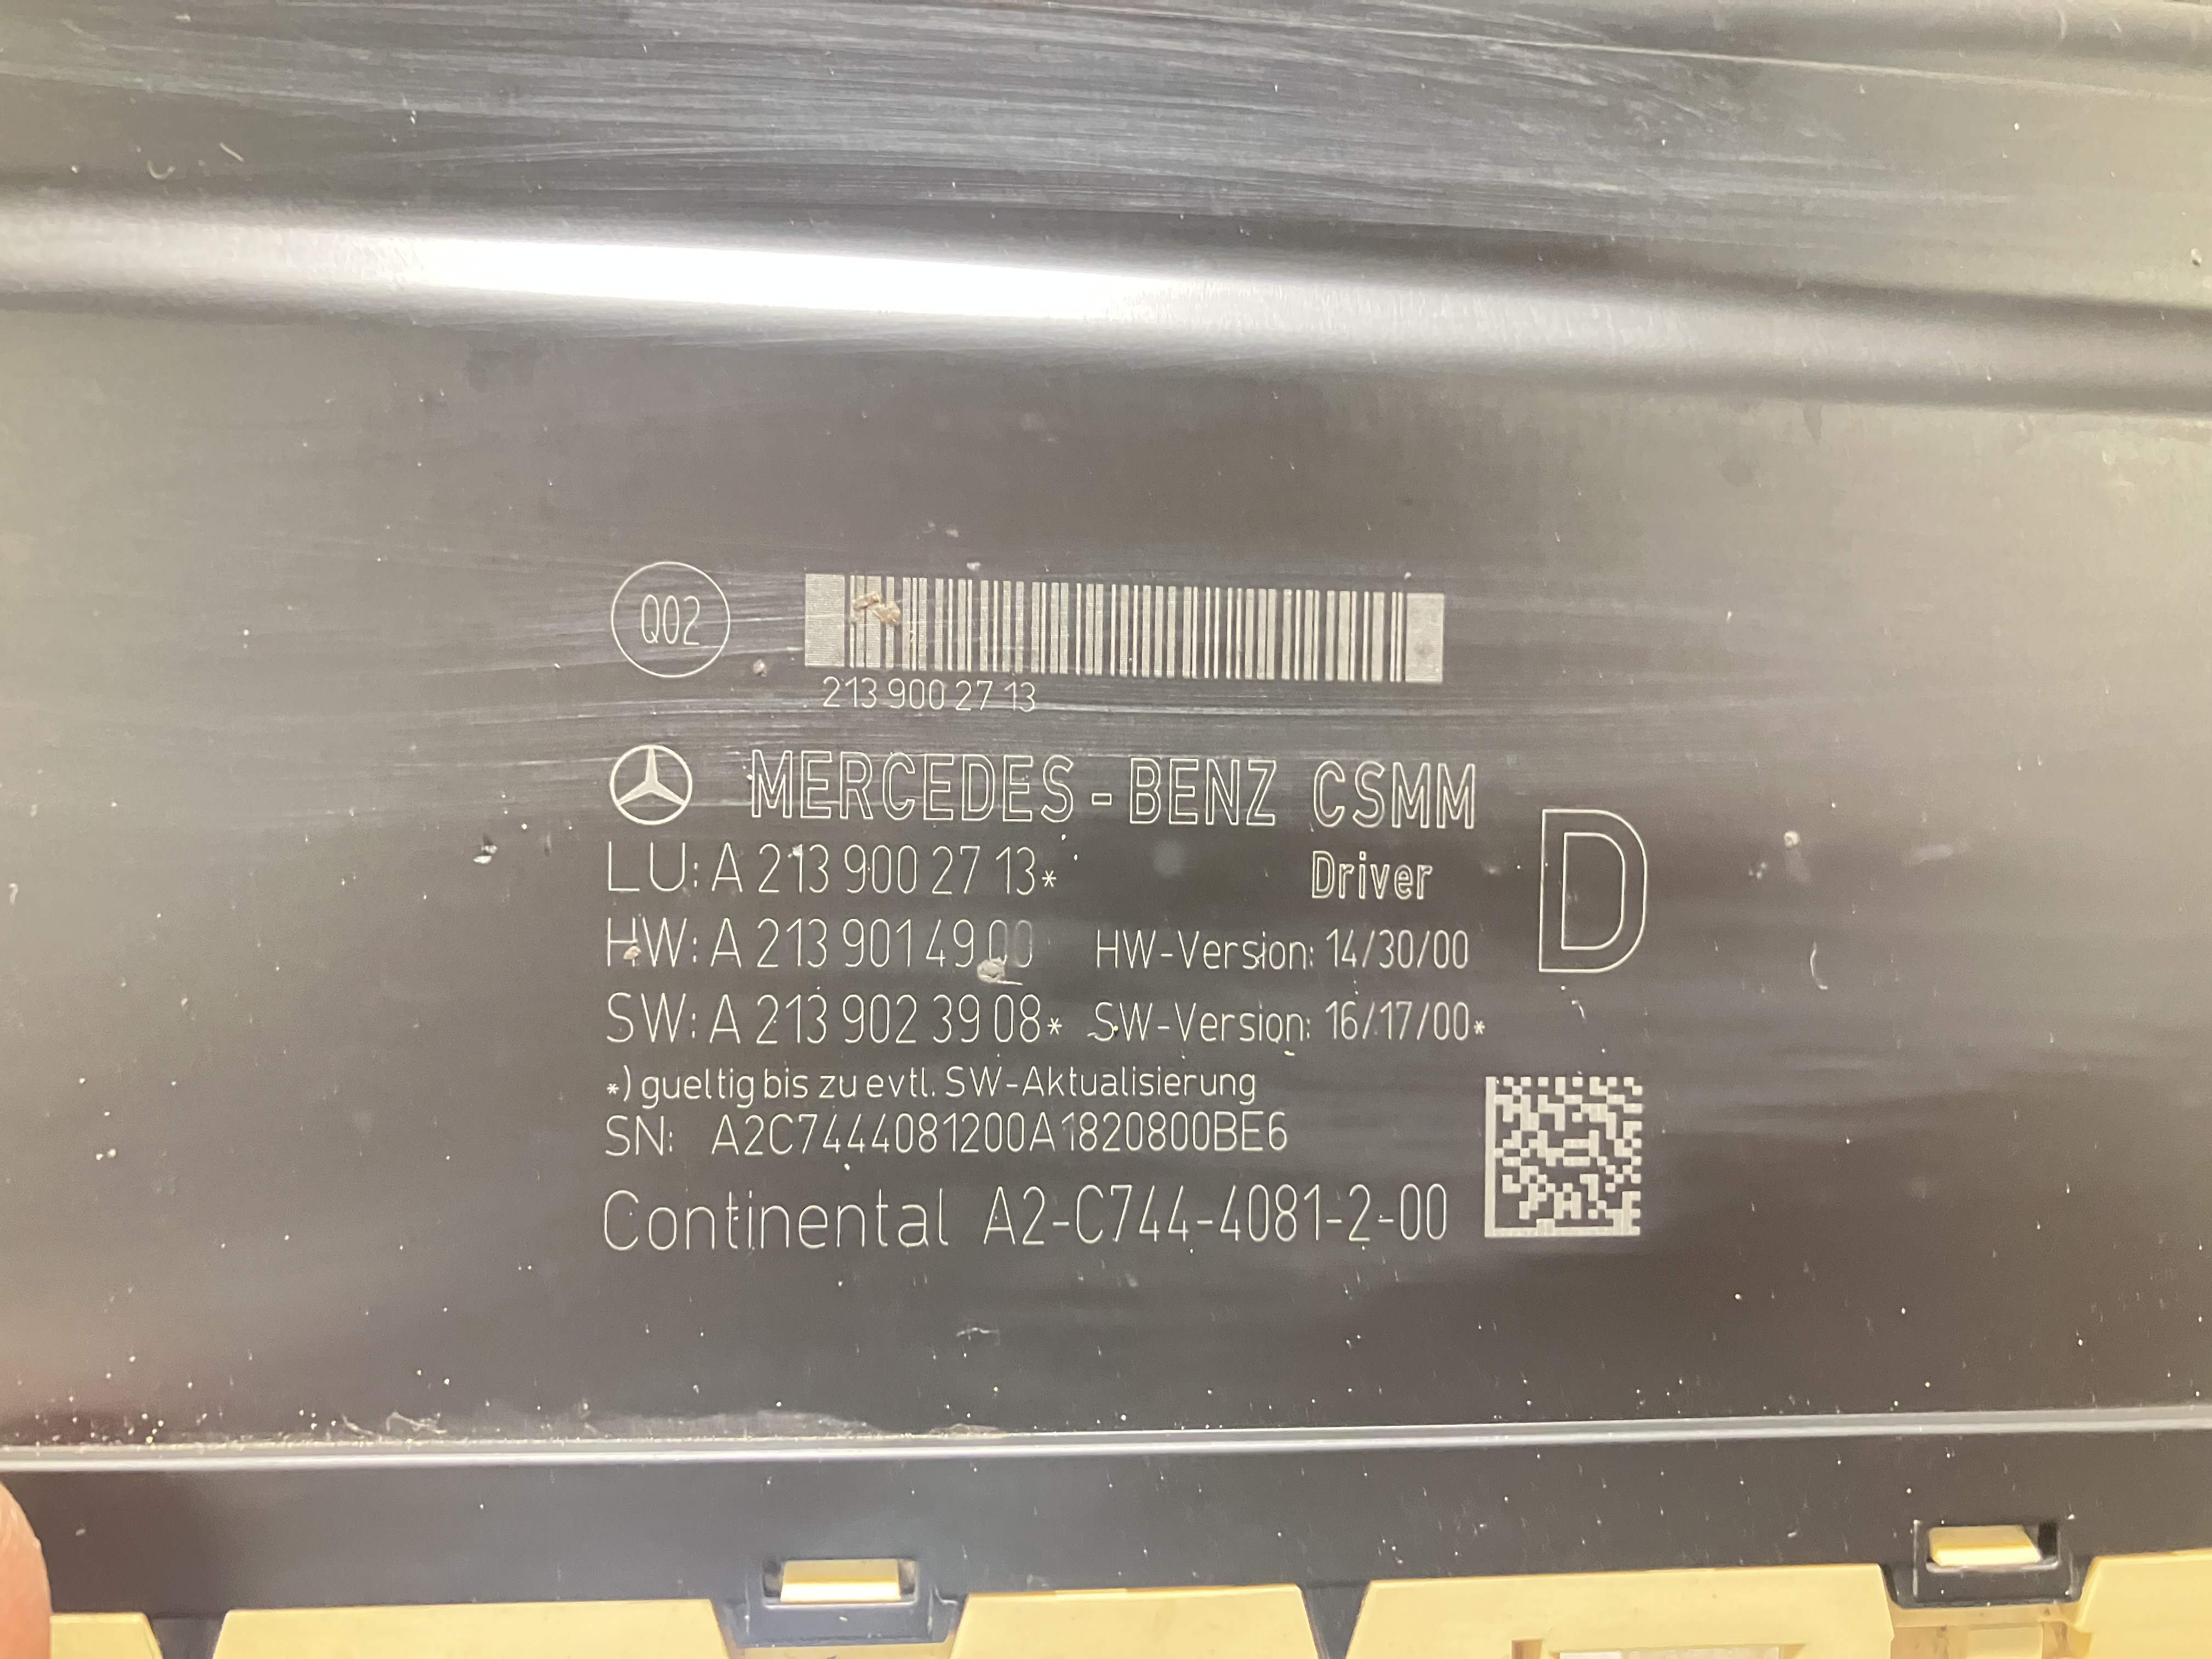 Q02
213 900 27 13
MERCEDES-BENZ CSMM
LU: A 213 900 27 13*
Driver
D
HW: A 213 901 49 00 HW-Version: 14/30/00
SW: A 213 902 39 08* SW-Version: 16/17/00*
*) gueltig bis zu evtl. SW-Aktualisierung
SN: A2C7444081200A1820800BE6
Continental A2-C744-4081-2-00